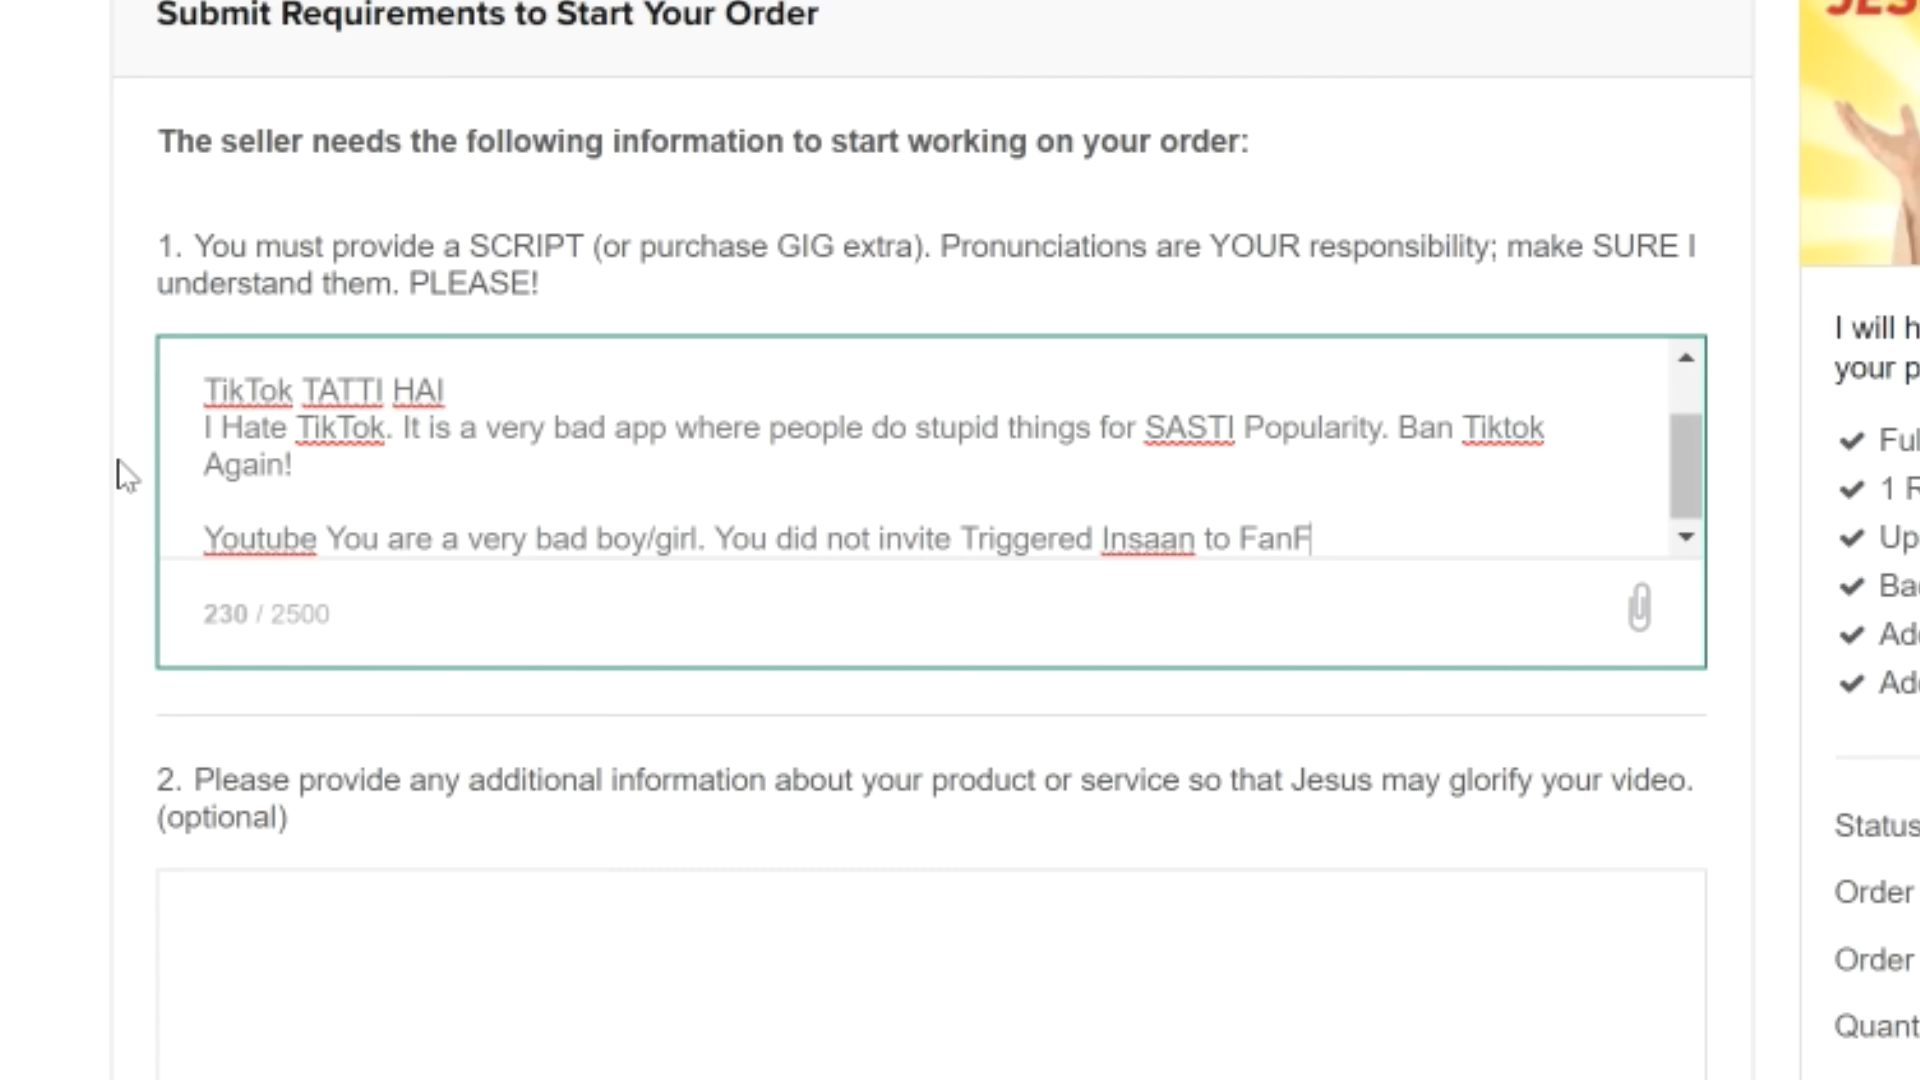 Submit Requirements to Start Your Order
The seller needs the following information to start working on your order:
1. You must provide a SCRIPT (or purchase GIG extra). Pronunciations are YOUR responsibility; make SURE I
understand them. PLEASE!
TikTok TATTI HAI
I Hate TikTok. It is a very bad app where people do stupid things for SASTI Popularity. Ban Tiktok
Again!
Youtube You are a very bad boy/girl. You did not invite Triggered Insaan to FanF
230 / 2500
2. Please provide any additional information about your product or service so that Jesus may glorify your video.
(optional)
JES
I will h
your p
Ful
1 R
Up
Bac
Add
Add
Status
Order
Order
Quant